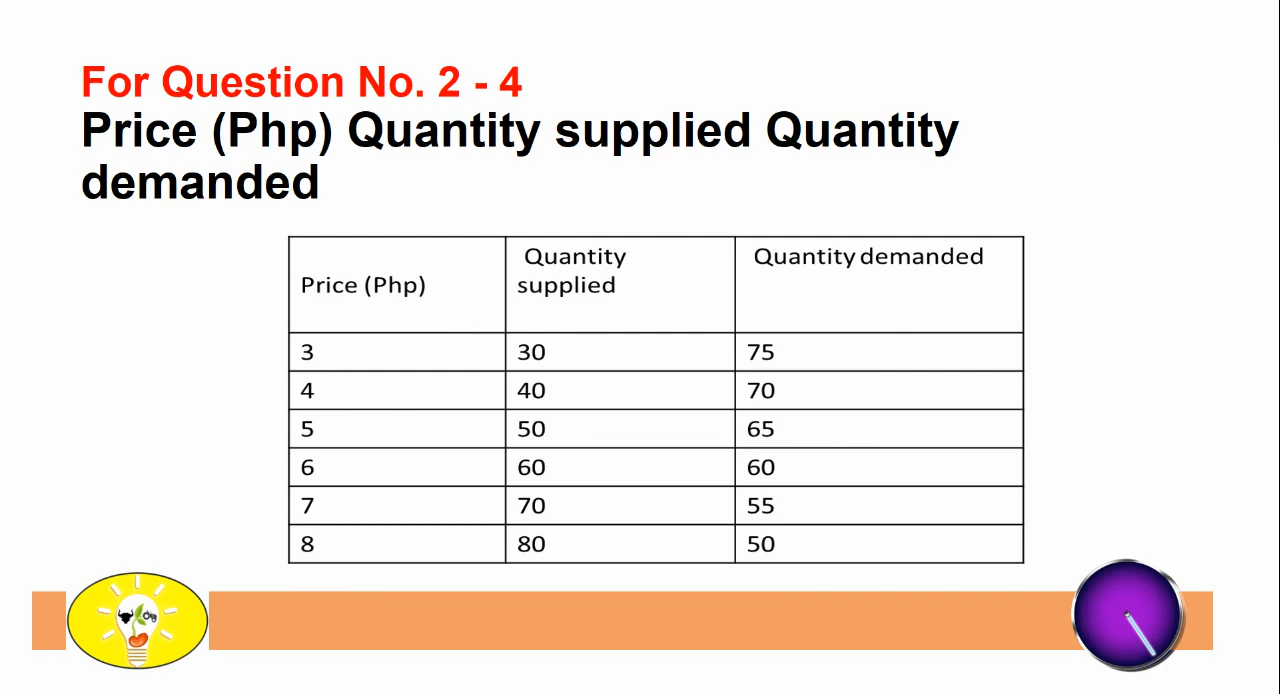 For Question No. 2 - 4
Price (Php) Quantity supplied Quantity
demanded
Price (Php) Quantity supplied Quantity demanded
3 30 75
4 40 70
5 50 65
6 60 60
7 70 55
8 80 50